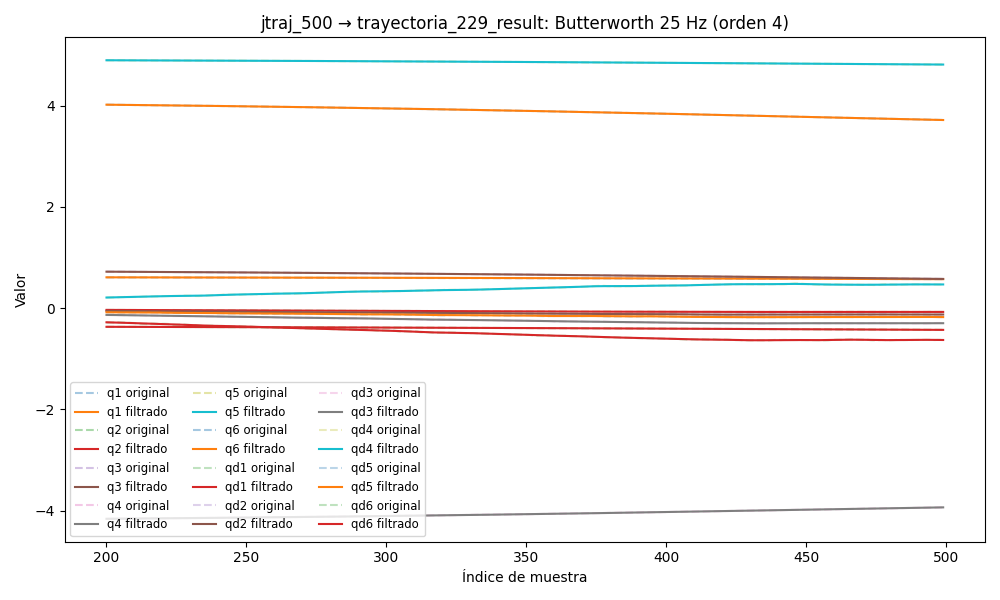 jtraj_500 → trayectoria_229_result: Butterworth 25 Hz (orden 4)
Valor
4
2
0
−2
−4
q1 original
q1 filtrado
q2 original
q2 filtrado
q3 original
q3 filtrado
q4 original
q4 filtrado
q5 original
q5 filtrado
q6 original
q6 filtrado
qd1 original
qd1 filtrado
qd2 original
qd2 filtrado
qd3 original
qd3 filtrado
qd4 original
qd4 filtrado
qd5 original
qd5 filtrado
qd6 original
qd6 filtrado
200 250 300 350 400 450 500
Índice de muestra